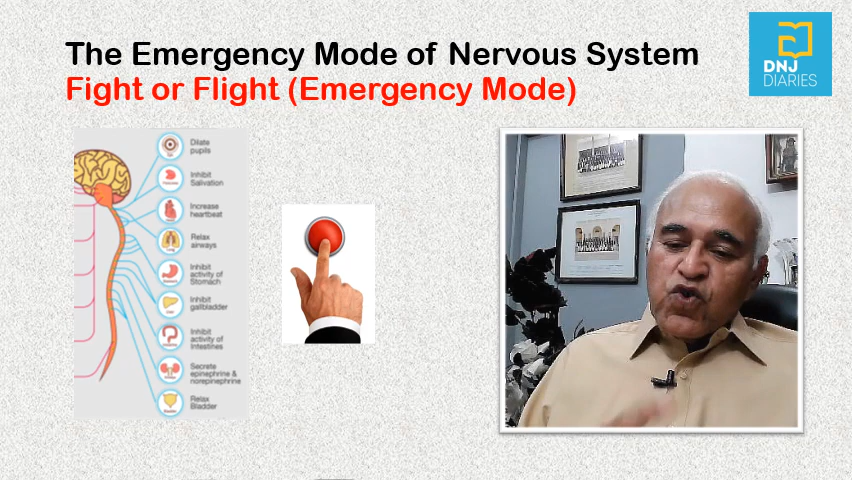 The Emergency Mode of Nervous System
Fight or Flight (Emergency Mode)
DNJ
DIARIES
Dilate
pupils
Inhibit
Salivation
Increase
heartbeat
Relax
airways
Inhibit
activity of
Stomach
Inhibit
gallbladder
Inhibit
activity of
Intestines
Secrete
epinephrine &
norepinephrine
Relax
Bladder